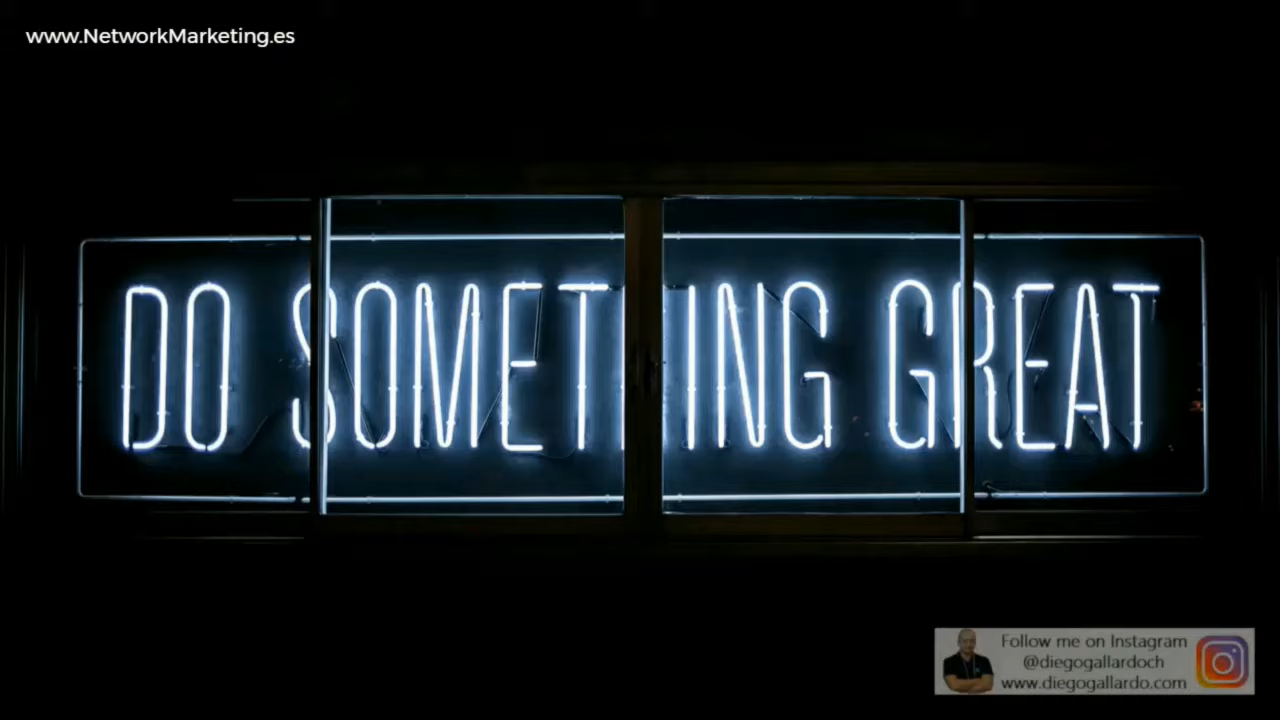 www.NetworkMarketing.es
DO SOMETHING GREAT
Follow me on Instagram
@diegogallardoch
www.diegogallardo.com